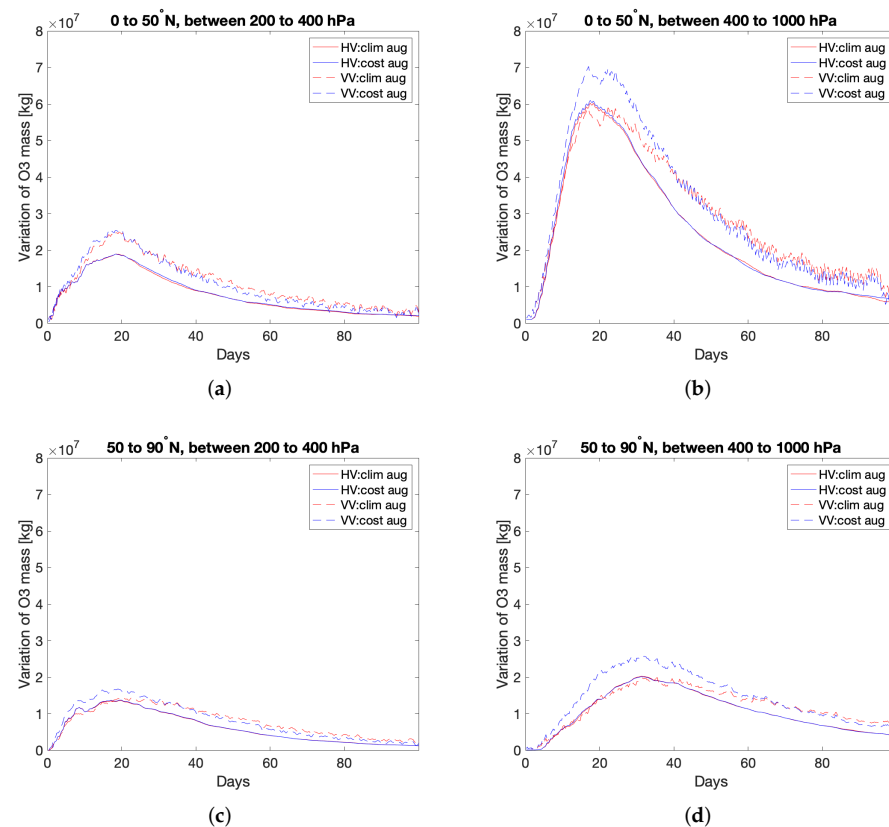 ×10⁷
0 to 50°N, between 200 to 400 hPa
8
7
6
5
4
3
2
1
0
Variation of O3 mass [kg]
HV:clim aug
HV:cost aug
VV:clim aug
VV:cost aug
0 20 40 60 80
Days
(a)
×10⁷
0 to 50°N, between 400 to 1000 hPa
8
7
6
5
4
3
2
1
0
Variation of O3 mass [kg]
HV:clim aug
HV:cost aug
VV:clim aug
VV:cost aug
0 20 40 60 80
Days
(b)
×10⁷
50 to 90°N, between 200 to 400 hPa
8
7
6
5
4
3
2
1
0
Variation of O3 mass [kg]
HV:clim aug
HV:cost aug
VV:clim aug
VV:cost aug
0 20 40 60 80
Days
(c)
×10⁷
50 to 90°N, between 400 to 1000 hPa
8
7
6
5
4
3
2
1
0
Variation of O3 mass [kg]
HV:clim aug
HV:cost aug
VV:clim aug
VV:cost aug
0 20 40 60 80
Days
(d)